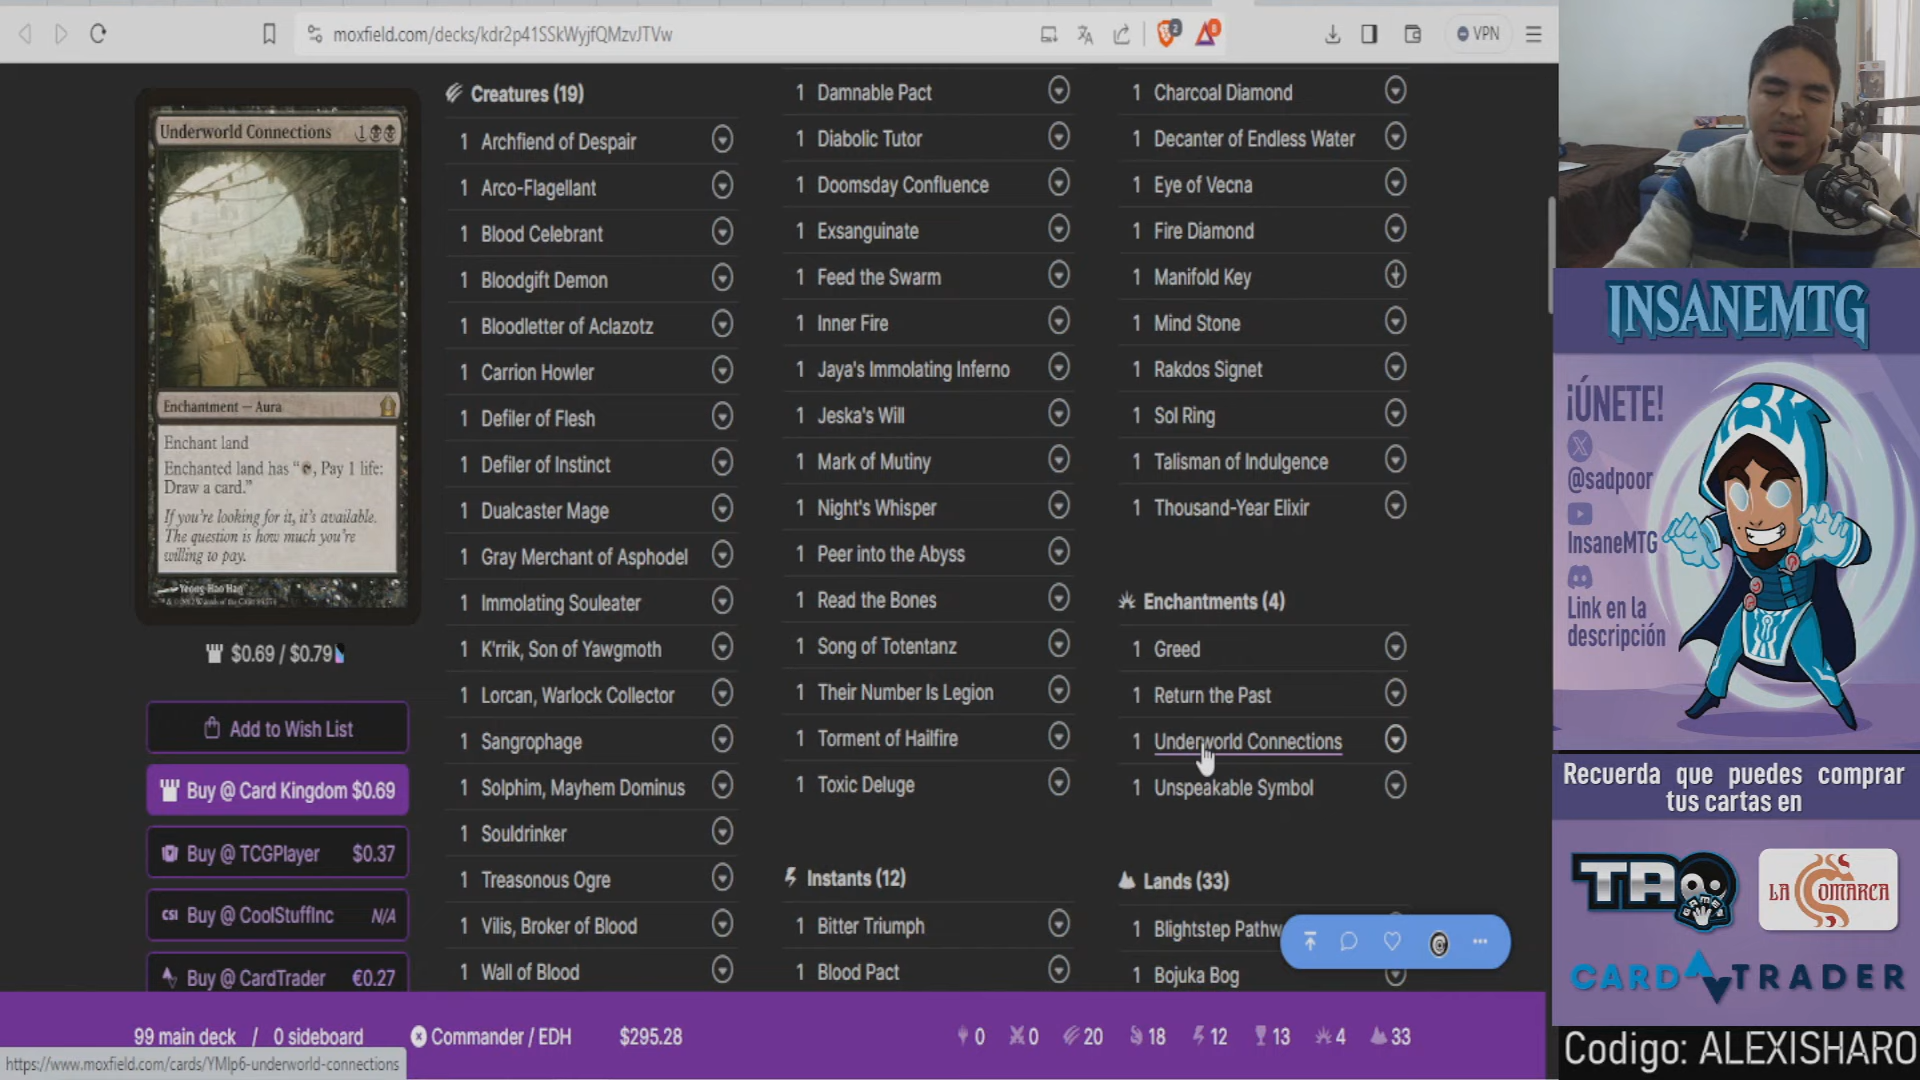 moxfield.com/decks/kdr2p41SSkWyjfQMzvJTVw
2
8
VPN
Underworld Connections 1
Enchantment — Aura
Enchant land
Enchanted land has “ , Pay 1 life:
Draw a card.”
If you’re looking for it, it’s available.
The question is how much you’re
willing to pay.
Yeong-Hao Han
$0.69 / $0.79
Add to Wish List
Buy @ Card Kingdom $0.69
Buy @ TCGPlayer $0.37
CSI Buy @ CoolStuffInc N/A
Buy @ CardTrader €0.27
Creatures (19)
1 Archfiend of Despair
1 Arco-Flagellant
1 Blood Celebrant
1 Bloodgift Demon
1 Bloodletter of Aclazotz
1 Carrion Howler
1 Defiler of Flesh
1 Defiler of Instinct
1 Dualcaster Mage
1 Gray Merchant of Asphodel
1 Immolating Souleater
1 K'rrik, Son of Yawgmoth
1 Lorcan, Warlock Collector
1 Sangrophage
1 Solphim, Mayhem Dominus
1 Souldrinker
1 Treasonous Ogre
1 Vilis, Broker of Blood
1 Wall of Blood
1 Damnable Pact
1 Diabolic Tutor
1 Doomsday Confluence
1 Exsanguinate
1 Feed the Swarm
1 Inner Fire
1 Jaya's Immolating Inferno
1 Jeska's Will
1 Mark of Mutiny
1 Night's Whisper
1 Peer into the Abyss
1 Read the Bones
1 Song of Totentanz
1 Their Number Is Legion
1 Torment of Hailfire
1 Toxic Deluge
Instants (12)
1 Bitter Triumph
1 Blood Pact
1 Charcoal Diamond
1 Decanter of Endless Water
1 Eye of Vecna
1 Fire Diamond
1 Manifold Key
1 Mind Stone
1 Rakdos Signet
1 Sol Ring
1 Talisman of Indulgence
1 Thousand-Year Elixir
Enchantments (4)
1 Greed
1 Return the Past
1 Underworld Connections
1 Unspeakable Symbol
Lands (33)
1 Blightstep Pathw
1 Bojuka Bog
99 main deck / 0 sideboard
Commander / EDH
$295.28
0 0 20 18 12 13 4 33
https://www.moxfield.com/cards/YMlp6-underworld-connections
INSANEMTG
¡ÚNETE!
@sadpoor
InsaneMTG
Link en la
descripción
Recuerda que puedes comprar
tus cartas en
TAO
GAMES
LA COMARCA
CARD TRADER
Codigo: ALEXISHARO